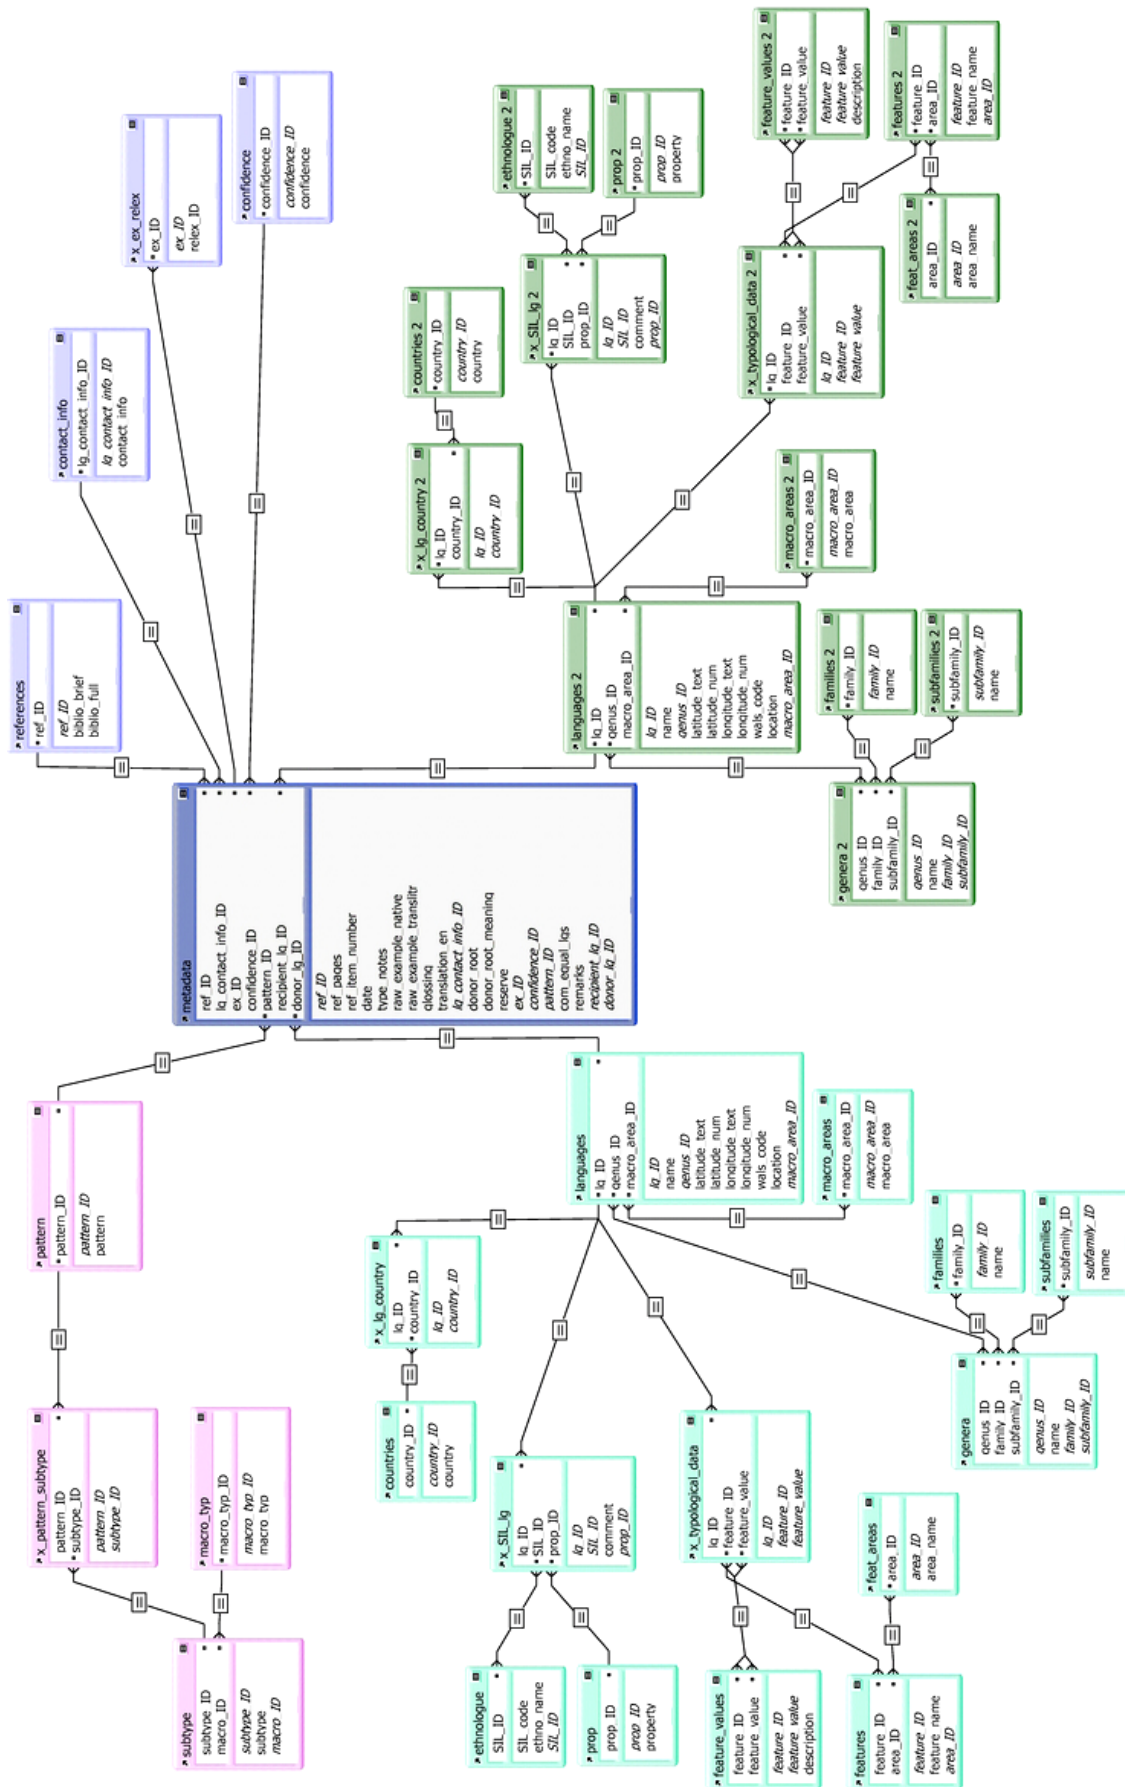 subtype
subtype_ID
macro_ID
subtype_ID
subtype
macro_ID
x_pattern_subtype
pattern_ID
subtype_ID
pattern_ID
subtype_ID
macro_typ
macro_typ_ID
macro_typ_ID
macro_typ
pattern
pattern_ID
pattern_ID
pattern
metadata
ref_ID
lg_contact_info_ID
ex_ID
confidence_ID
pattern_ID
recipient_lg_ID
donor_lg_ID
ref_ID
ref_pages
ref_item_number
date
type_notes
raw_example_native
raw_example_translitr
glossing
translation_en
lg_contact_info_ID
donor_root
donor_root_meaning
reserve
ex_ID
confidence_ID
pattern_ID
com_equal_lgs
remarks
recipient_lg_ID
donor_lg_ID
references
ref_ID
ref_ID
biblio_brief
biblio_full
contact_info
lg_contact_info_ID
lg_contact_info_ID
contact_info
x_ex_relex
ex_ID
ex_ID
relex_ID
confidence
confidence_ID
confidence_ID
confidence
ethnologue
SIL_ID
SIL_code
ethno_name
SIL_ID
prop
prop_ID
prop_ID
property
feature_values
feature_ID
feature_value
feature_ID
feature_value
description
features
feature_ID
area_ID
feature_ID
feature_name
area_ID
countries
country_ID
country_ID
country
x_SIL_lg
lg_ID
SIL_ID
prop_ID
lg_ID
SIL_ID
comment
prop_ID
x_typological_data
lg_ID
feature_ID
feature_value
lg_ID
feature_ID
feature_value
feat_areas
area_ID
area_ID
area_name
x_lg_country
lg_ID
country_ID
lg_ID
country_ID
genera
genus_ID
family_ID
subfamily_ID
genus_ID
name
family_ID
subfamily_ID
languages
lg_ID
genus_ID
macro_area_ID
lg_ID
name
genus_ID
latitude_text
latitude_num
longitude_text
longitude_num
wals_code
location
macro_area_ID
macro_areas
macro_area_ID
macro_area_ID
macro_area
families
family_ID
family_ID
name
subfamilies
subfamily_ID
subfamily_ID
name
languages 2
lg_ID
genus_ID
macro_area_ID
lg_ID
name
genus_ID
latitude_text
latitude_num
longitude_text
longitude_num
wals_code
location
macro_area_ID
genera 2
genus_ID
family_ID
subfamily_ID
genus_ID
name
family_ID
subfamily_ID
families 2
family_ID
family_ID
name
subfamilies 2
subfamily_ID
subfamily_ID
name
x_lg_country 2
lg_ID
country_ID
lg_ID
country_ID
macro_areas 2
macro_area_ID
macro_area_ID
macro_area
countries 2
country_ID
country_ID
country
x_SIL_lg 2
lg_ID
SIL_ID
prop_ID
lg_ID
SIL_ID
comment
prop_ID
x_typological_data 2
lg_ID
feature_ID
feature_value
lg_ID
feature_ID
feature_value
feat_areas 2
area_ID
area_ID
area_name
ethnologue 2
SIL_ID
SIL_code
ethno_name
SIL_ID
prop 2
prop_ID
prop_ID
property
feature_values 2
feature_ID
feature_value
feature_ID
feature_value
description
features 2
feature_ID
area_ID
feature_ID
feature_name
area_ID